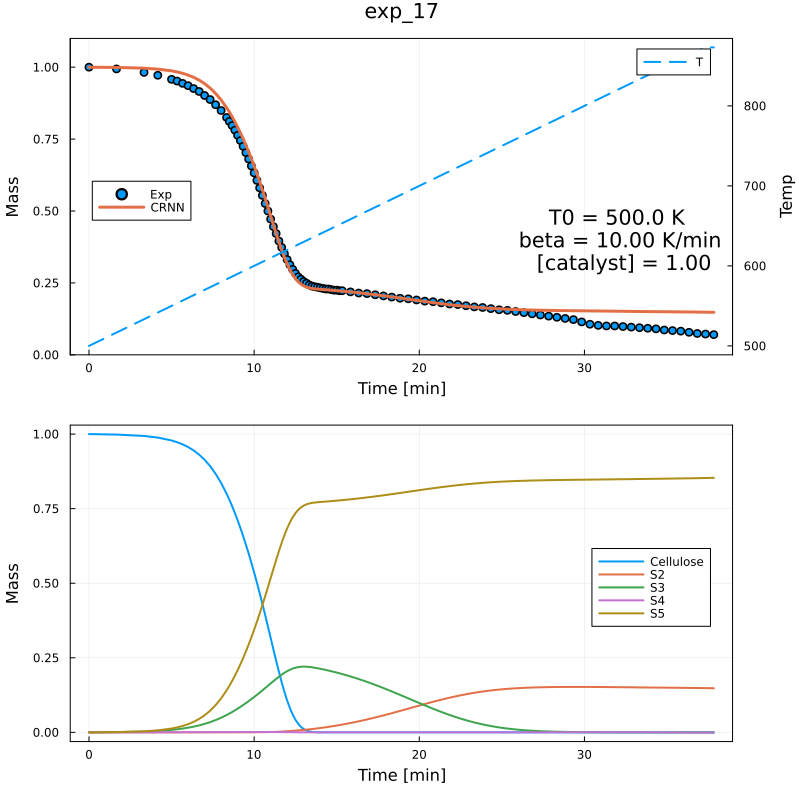 exp_17
1.00
0.75
0.50
0.25
0.00
Mass
Exp
CRNN
T
T0 = 500.0 K
beta = 10.00 K/min
[catalyst] = 1.00
800
700
600
500
Temp
0
10
20
30
Time [min]
1.00
0.75
0.50
0.25
0.00
Mass
Cellulose
S2
S3
S4
S5
0
10
20
30
Time [min]